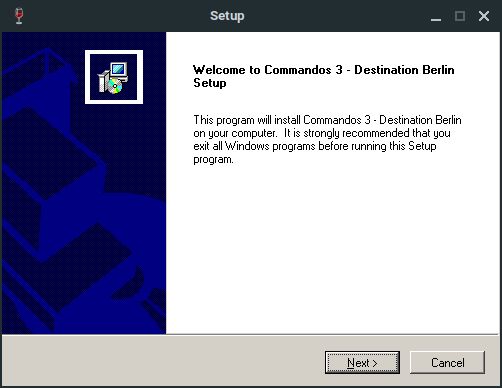 Setup
Welcome to Commandos 3 - Destination Berlin
Setup
This program will install Commandos 3 - Destination Berlin
on your computer. It is strongly recommended that you
exit all Windows programs before running this Setup
program.
Next >
Cancel